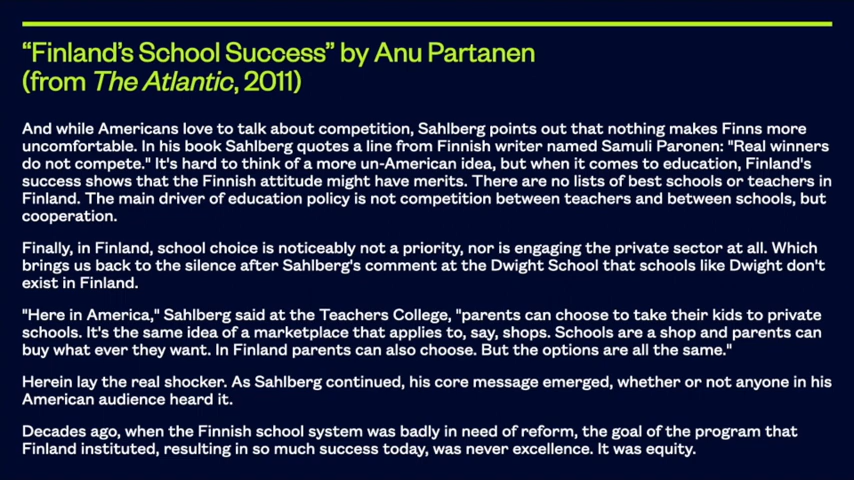 “Finland’s School Success” by Anu Partanen
(from The Atlantic, 2011)
And while Americans love to talk about competition, Sahlberg points out that nothing makes Finns more
uncomfortable. In his book Sahlberg quotes a line from Finnish writer named Samuli Paronen: "Real winners
do not compete." It's hard to think of a more un-American idea, but when it comes to education, Finland's
success shows that the Finnish attitude might have merits. There are no lists of best schools or teachers in
Finland. The main driver of education policy is not competition between teachers and between schools, but
cooperation.
Finally, in Finland, school choice is noticeably not a priority, nor is engaging the private sector at all. Which
brings us back to the silence after Sahlberg's comment at the Dwight School that schools like Dwight don't
exist in Finland.
"Here in America," Sahlberg said at the Teachers College, "parents can choose to take their kids to private
schools. It's the same idea of a marketplace that applies to, say, shops. Schools are a shop and parents can
buy what ever they want. In Finland parents can also choose. But the options are all the same."
Herein lay the real shocker. As Sahlberg continued, his core message emerged, whether or not anyone in his
American audience heard it.
Decades ago, when the Finnish school system was badly in need of reform, the goal of the program that
Finland instituted, resulting in so much success today, was never excellence. It was equity.